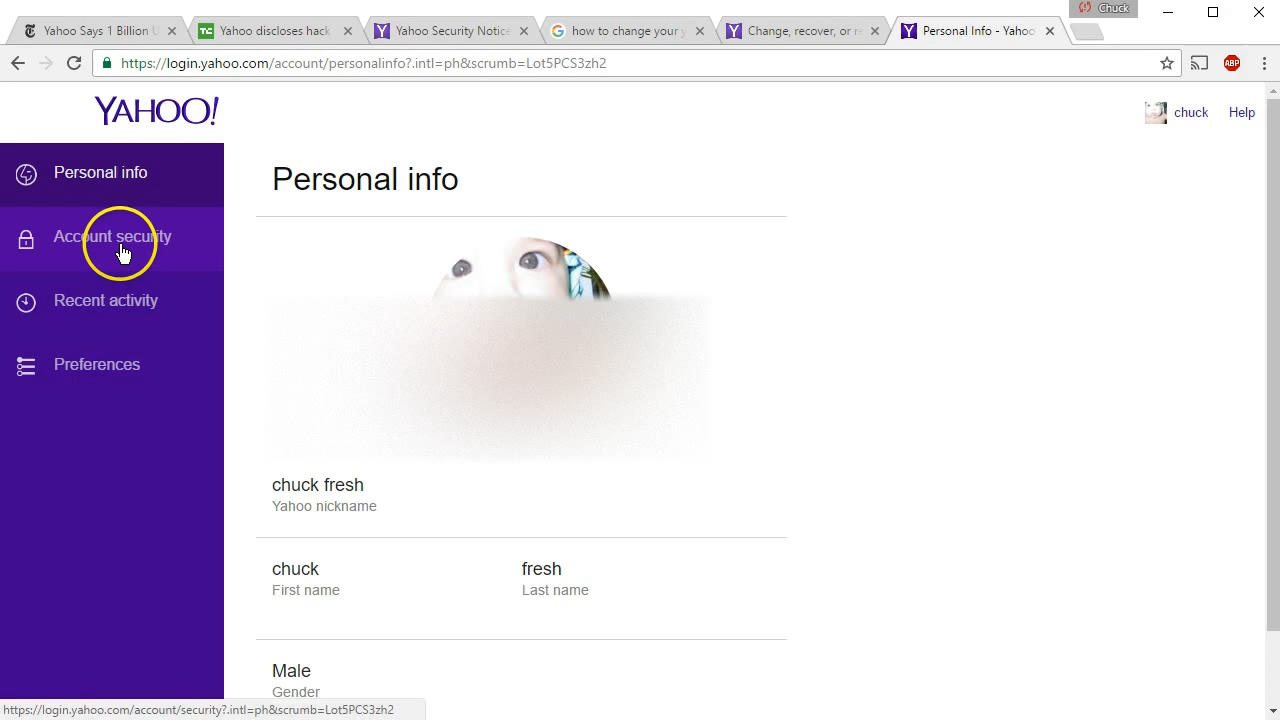 Chuck
Yahoo Says 1 Billion U
Yahoo discloses hack
Yahoo Security Notice
how to change your y
Change, recover, or re
Personal Info - Yahoo
https://login.yahoo.com/account/personalinfo?.intl=ph&scrumb=Lot5PCS3zh2
ABP
YAHOO!
chuck
Help
Personal info
Account security
Recent activity
Preferences
Personal info
chuck fresh
Yahoo nickname
chuck
fresh
First name
Last name
Male
Gender
https://login.yahoo.com/account/security?.intl=ph&scrumb=Lot5PCS3zh2